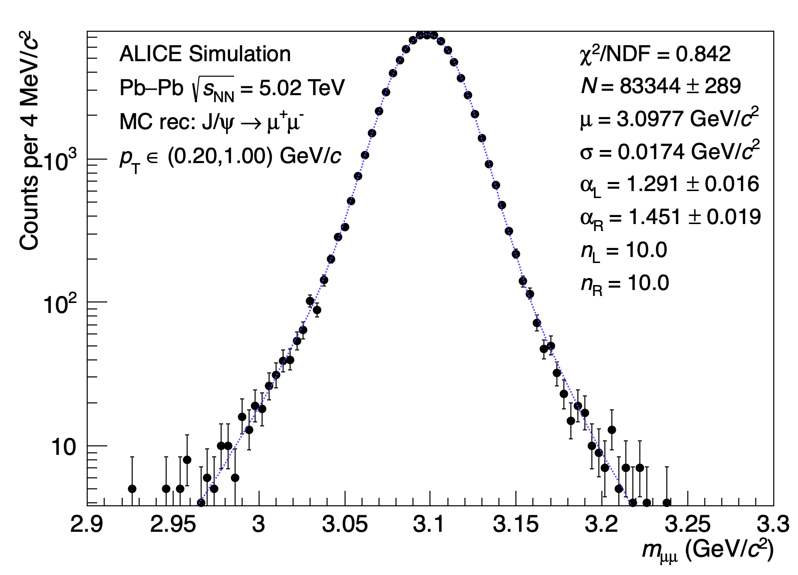 ALICE Simulation
Pb–Pb √sNN = 5.02 TeV
MC rec: J/ψ → μ+μ-
pT ∈ (0.20,1.00) GeV/c
χ2/NDF = 0.842
N = 83344 ± 289
μ = 3.0977 GeV/c2
σ = 0.0174 GeV/c2
αL = 1.291 ± 0.016
αR = 1.451 ± 0.019
nL = 10.0
nR = 10.0
Counts per 4 MeV/c2
103
102
10
2.9 2.95 3 3.05 3.1 3.15 3.2 3.25 3.3
mμμ (GeV/c2)